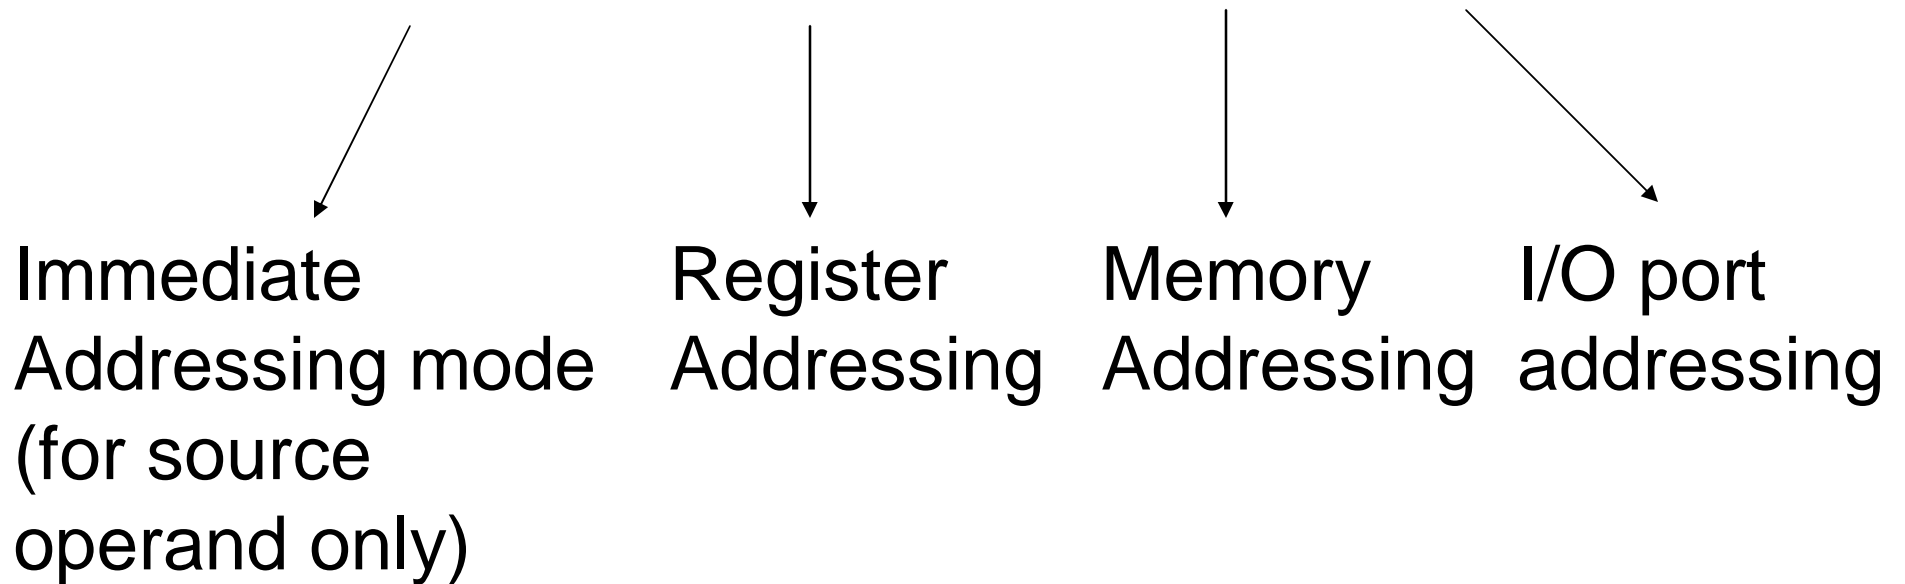 Immediate
Addressing mode
(for source
operand only)
Register
Addressing
Memory
Addressing
I/O port
addressing